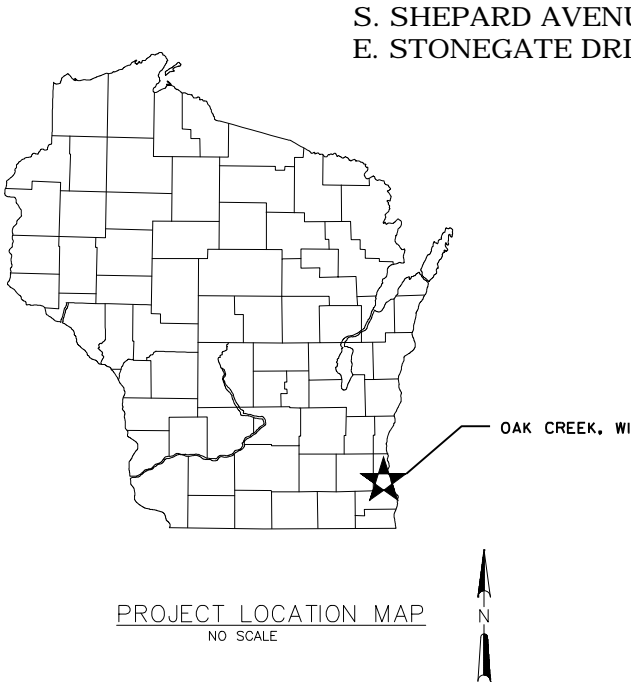 S. SHEPARD AVENU
E. STONEGATE DRI
OAK CREEK, WI
PROJECT LOCATION MAP
NO SCALE
N